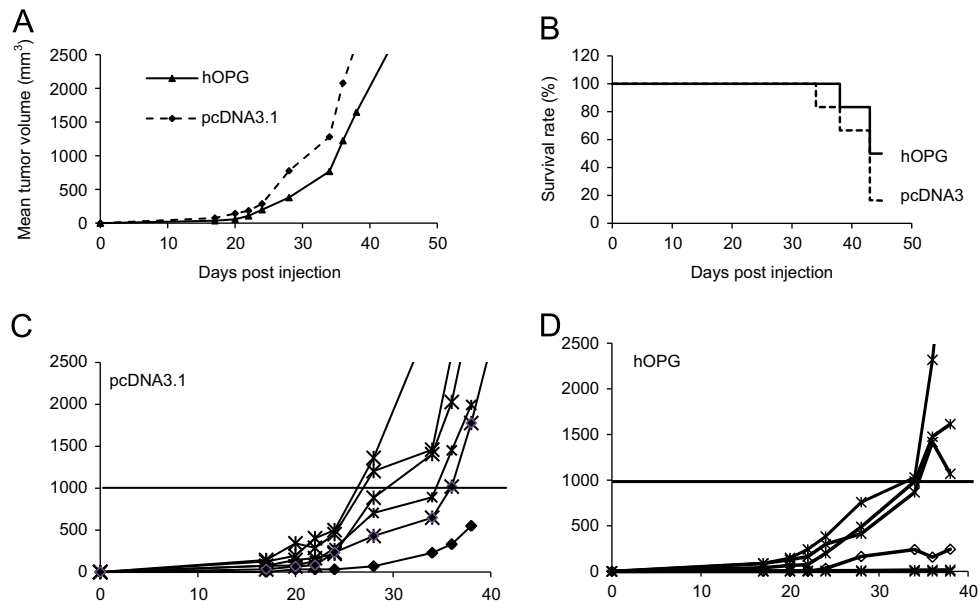 A
Mean tumor volume (mm3)
2500
2000
1500
1000
500
0
hOPG
pcDNA3.1
0 10 20 30 40 50
Days post injection
B
Survival rate (%)
120
100
80
60
40
20
0
hOPG
pcDNA3
0 10 20 30 40 50
Days post injection
C
2500
2000
1500
1000
500
0
pcDNA3.1
0 10 20 30 40
D
2500
2000
1500
1000
500
0
hOPG
0 10 20 30 40